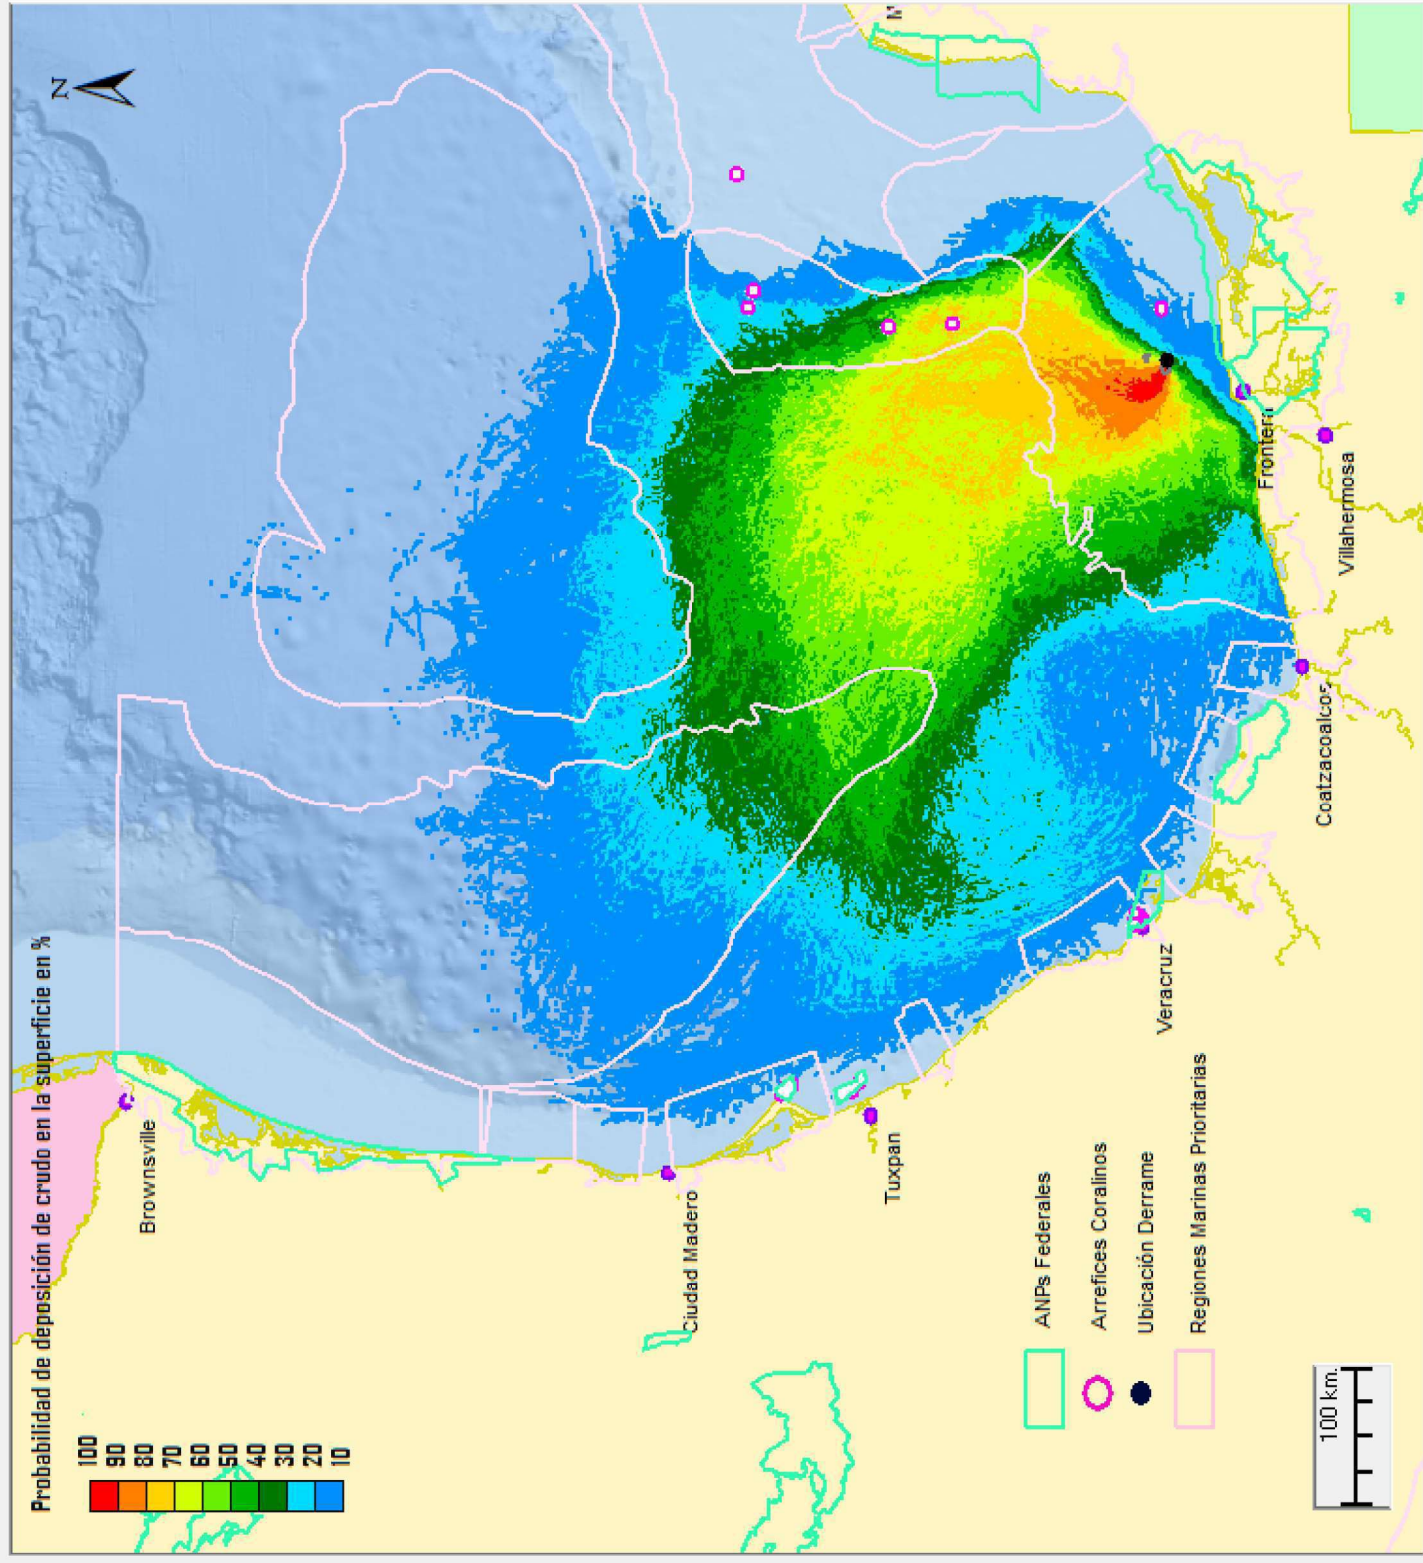 Probabilidad de deposición de crudo en la superficie en %
100
90
80
70
60
50
40
30
20
10
N
Brownsville
Ciudad Madero
Tuxpan
Veracruz
Coatzacoalcos
Frontera
Villahermosa
M
ANPs Federales
Arrefices Coralinos
Ubicación Derrame
Regiones Marinas Prioritarias
100 km.